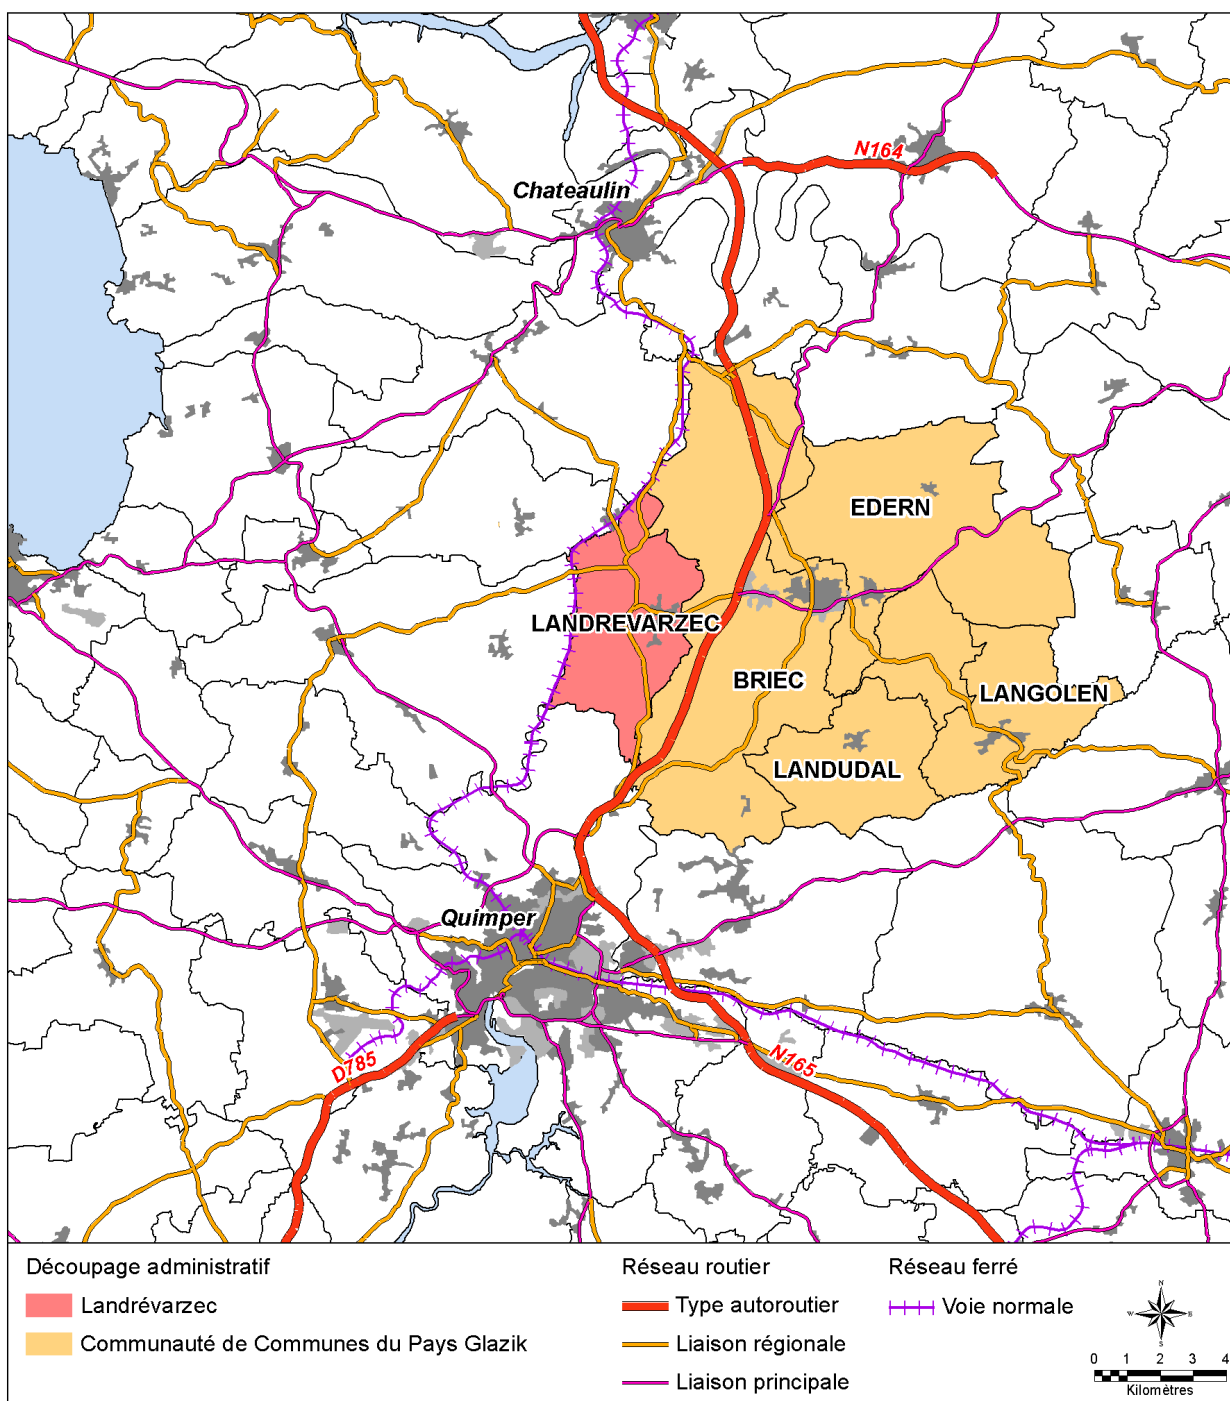 N164
Chateaulin
EDERN
LANDREVARZEC
BRIEC
LANGOLEN
LANDUDAL
Quimper
D785
N165
Découpage administratif
Landrévarzec
Communauté de Communes du Pays Glazik
Réseau routier
Type autoroutier
Liaison régionale
Liaison principale
Réseau ferré
Voie normale
N
W E
S
0 1 2 3 4
Kilomètres